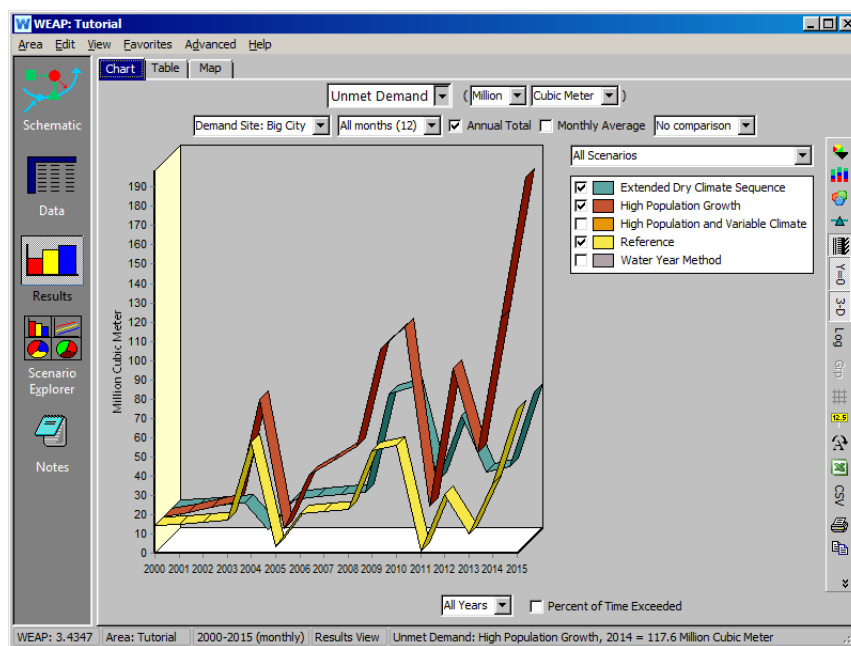 WEAP: Tutorial
Area Edit View Favorites Advanced Help
Chart Table Map
Unmet Demand ( Million Cubic Meter )
Demand Site: Big City All months (12) Annual Total Monthly Average No comparison
All Scenarios
Extended Dry Climate Sequence
High Population Growth
High Population and Variable Climate
Reference
Water Year Method
Schematic
Data
Results
Scenario
Explorer
Notes
Million Cubic Meter
190
180
170
160
150
140
130
120
110
100
90
80
70
60
50
40
30
20
10
0
2000 2001 2002 2003 2004 2005 2006 2007 2008 2009 2010 2011 2012 2013 2014 2015
Y=0
3-D
Log
Grp
12.5
CSV
All Years Percent of Time Exceeded
WEAP: 3.4347 Area: Tutorial 2000-2015 (monthly) Results View Unmet Demand: High Population Growth, 2014 = 117.6 Million Cubic Meter